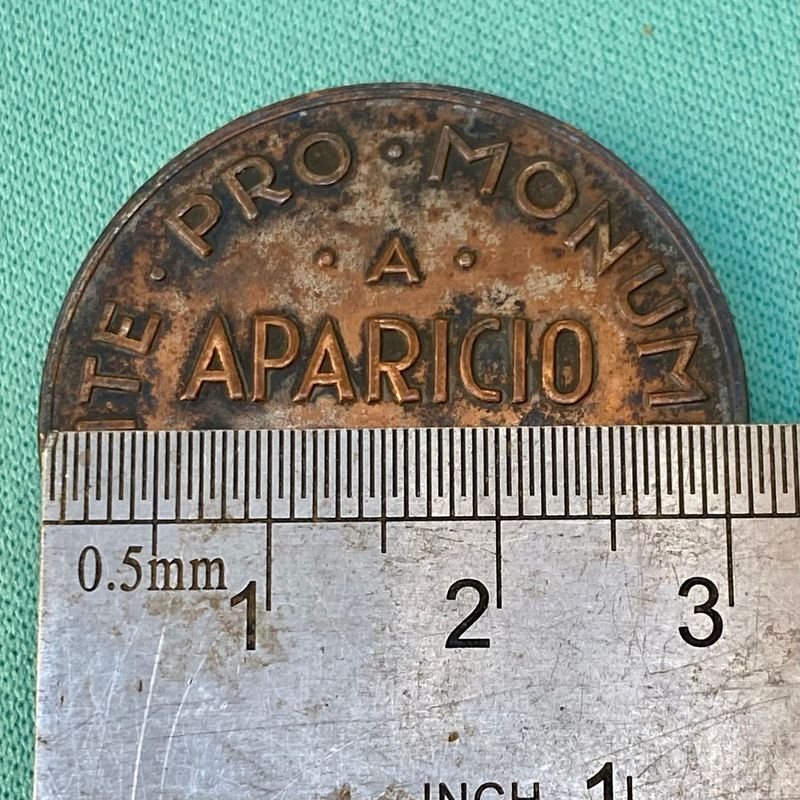 ITE · PRO · MONUM
· A ·
APARICIO
0.5mm
1 2 3
INCH 1